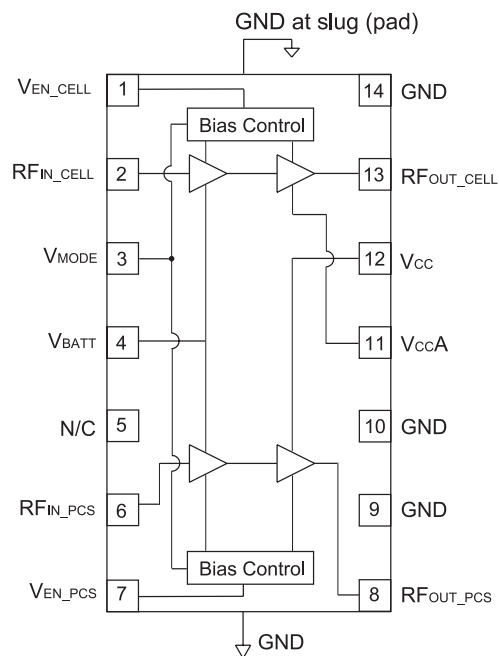 GND at slug (pad)
VEN_CELL 1 14 GND
Bias Control
RFIN_CELL 2 13 RFOUT_CELL
VMODE 3 12 VCC
VBATT 4 11 VCCA
N/C 5 10 GND
RFIN_PCS 6 9 GND
Bias Control
VEN_PCS 7 8 RFOUT_PCS
GND